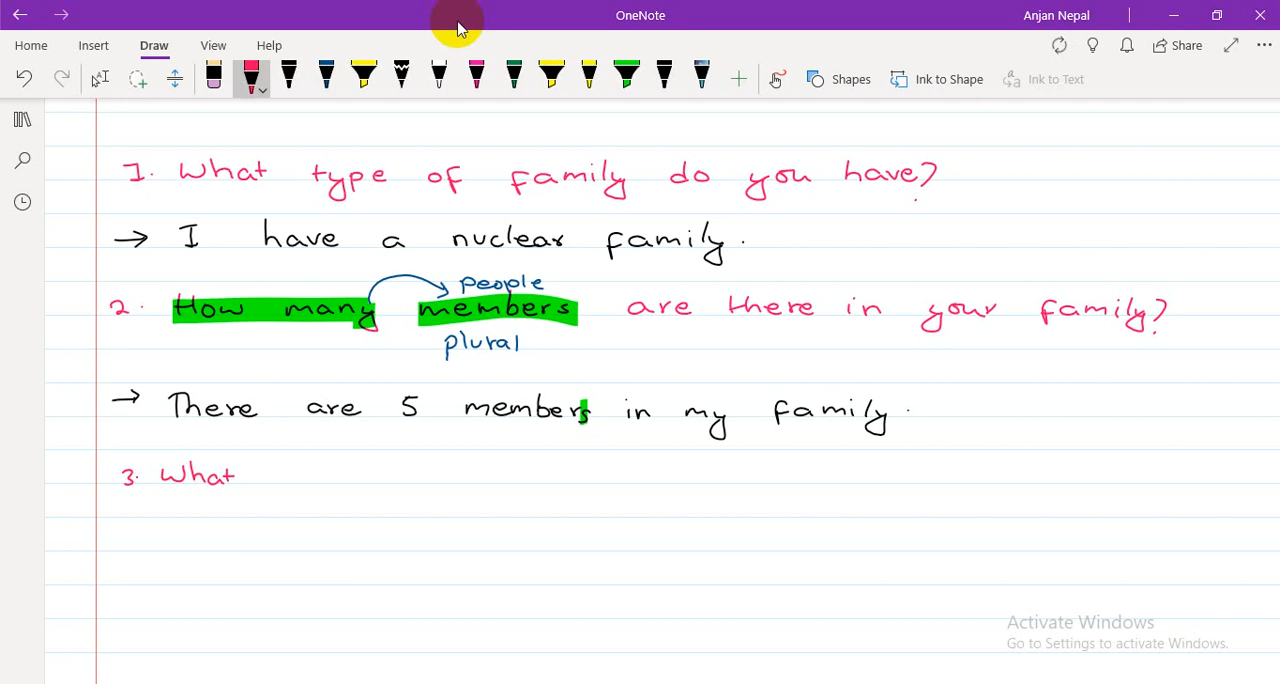 OneNote
Anjan Nepal
Home Insert Draw View Help
Share
Shapes Ink to Shape Ink to Text
1. What type of family do you have?
→ I have a nuclear family.
people
2. How many members are there in your family?
plural
→ There are 5 members in my family.
3. What
Activate Windows
Go to Settings to activate Windows.